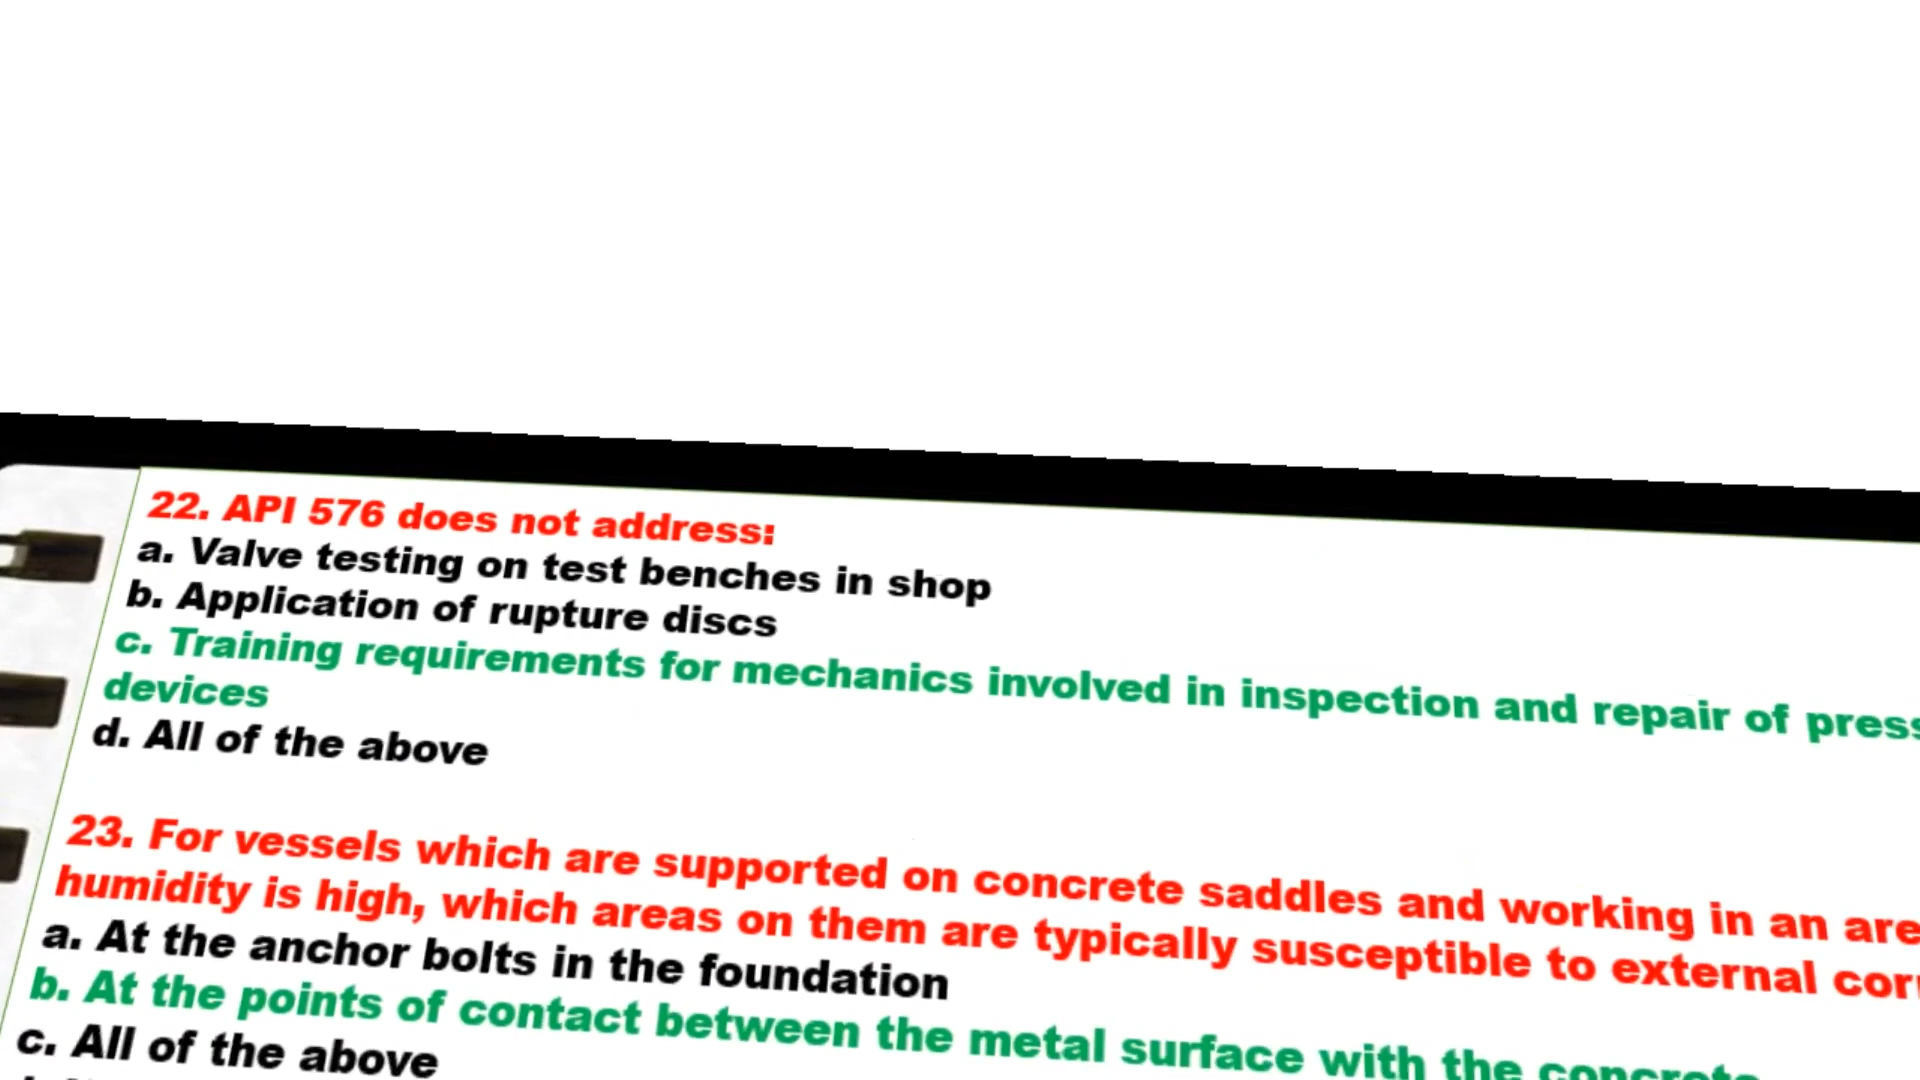 22. API 576 does not address:
a. Valve testing on test benches in shop
b. Application of rupture discs
c. Training requirements for mechanics involved in inspection and repair of
devices
d. All of the above
23. For vessels which are supported on concrete saddles and working in an
humidity is high, which areas on them are typically susceptible to external
a. At the anchor bolts in the foundation
b. At the points of contact between the metal surface with the concrete
c. All of the above